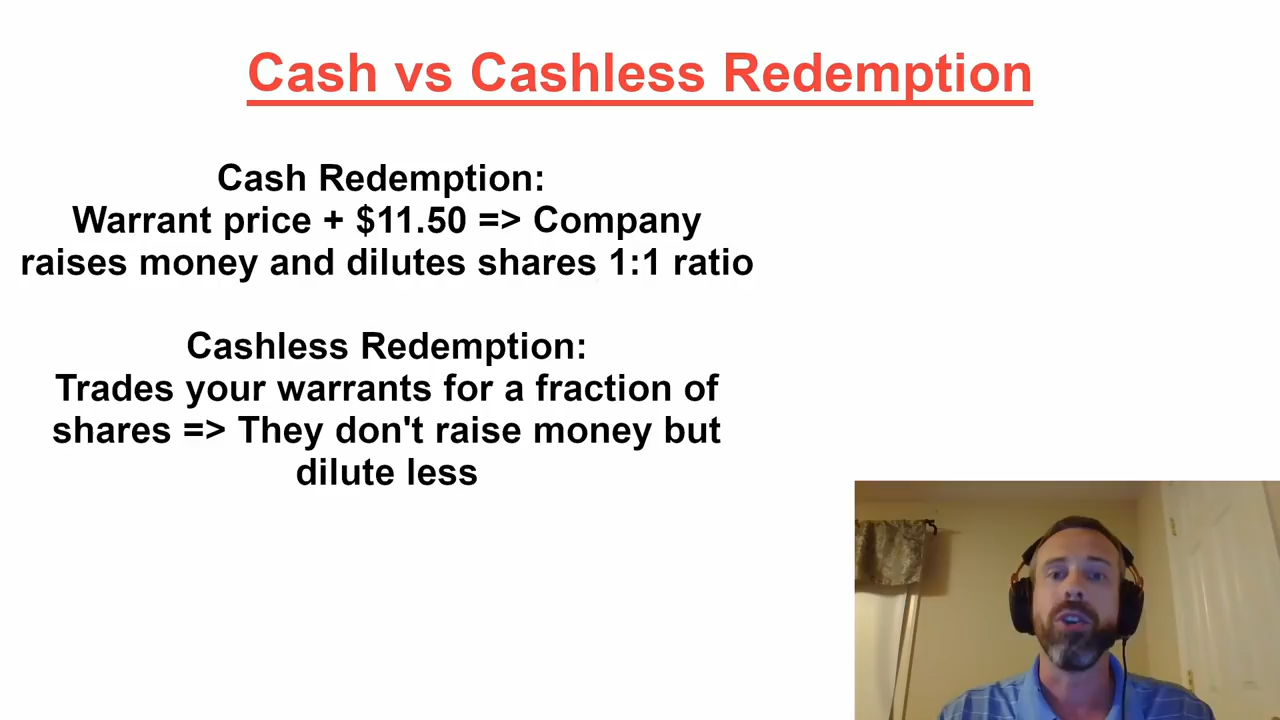 Cash vs Cashless Redemption
Cash Redemption:
Warrant price + $11.50 => Company
raises money and dilutes shares 1:1 ratio
Cashless Redemption:
Trades your warrants for a fraction of
shares => They don't raise money but
dilute less